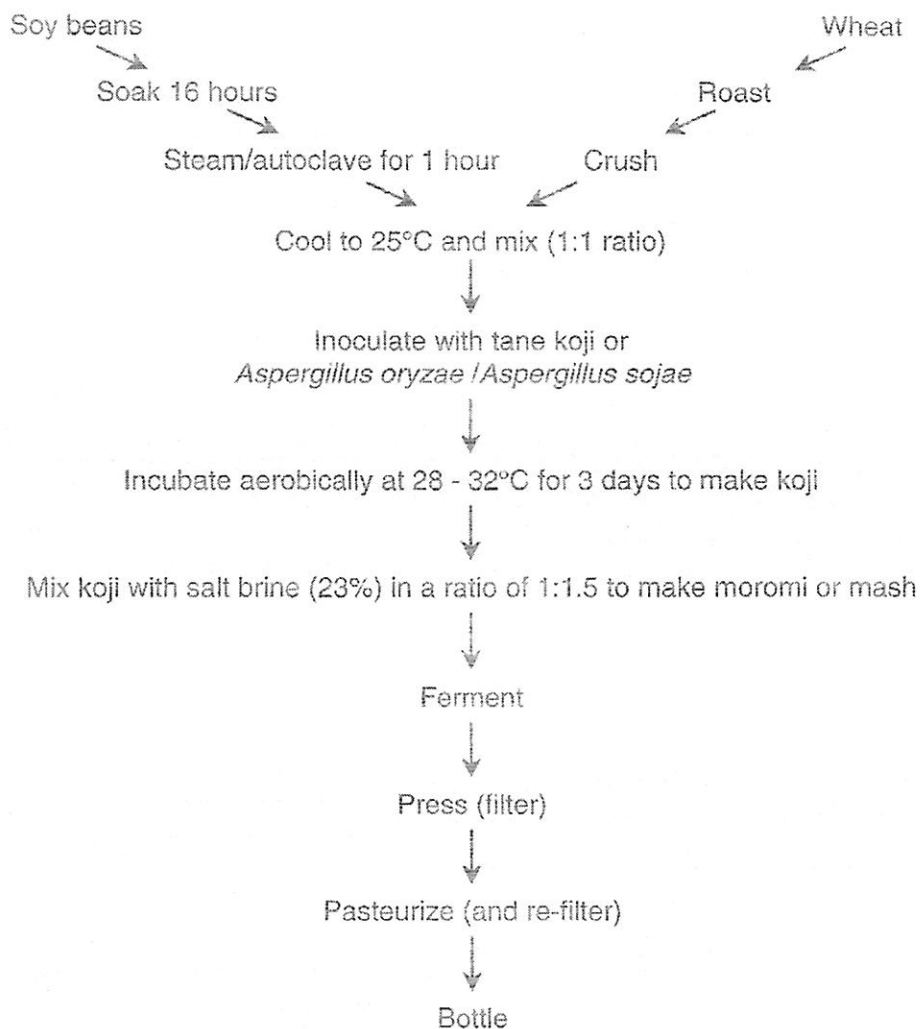 Soy beans
Wheat
Soak 16 hours
Roast
Steam/autoclave for 1 hour
Crush
Cool to 25°C and mix (1:1 ratio)
Inoculate with tane koji or
Aspergillus oryzae /Aspergillus sojae
Incubate aerobically at 28 - 32°C for 3 days to make koji
Mix koji with salt brine (23%) in a ratio of 1:1.5 to make moromi or mash
Ferment
Press (filter)
Pasteurize (and re-filter)
Bottle